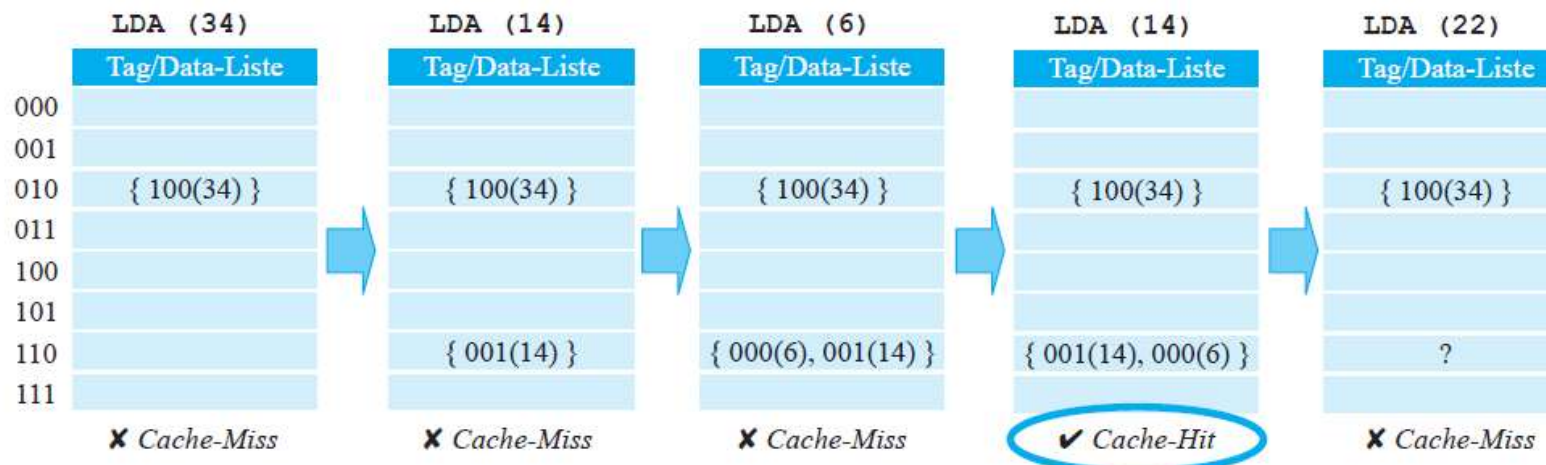 LDA (34) LDA (14) LDA (6) LDA (14) LDA (22)
Tag/Data-Liste Tag/Data-Liste Tag/Data-Liste Tag/Data-Liste Tag/Data-Liste
000
001
010 { 100(34) } { 100(34) } { 100(34) } { 100(34) } { 100(34) }
011
100
101
110 { 001(14) } { 000(6), 001(14) } { 001(14), 000(6) } ?
111
✘ Cache-Miss ✘ Cache-Miss ✘ Cache-Miss ✔ Cache-Hit ✘ Cache-Miss